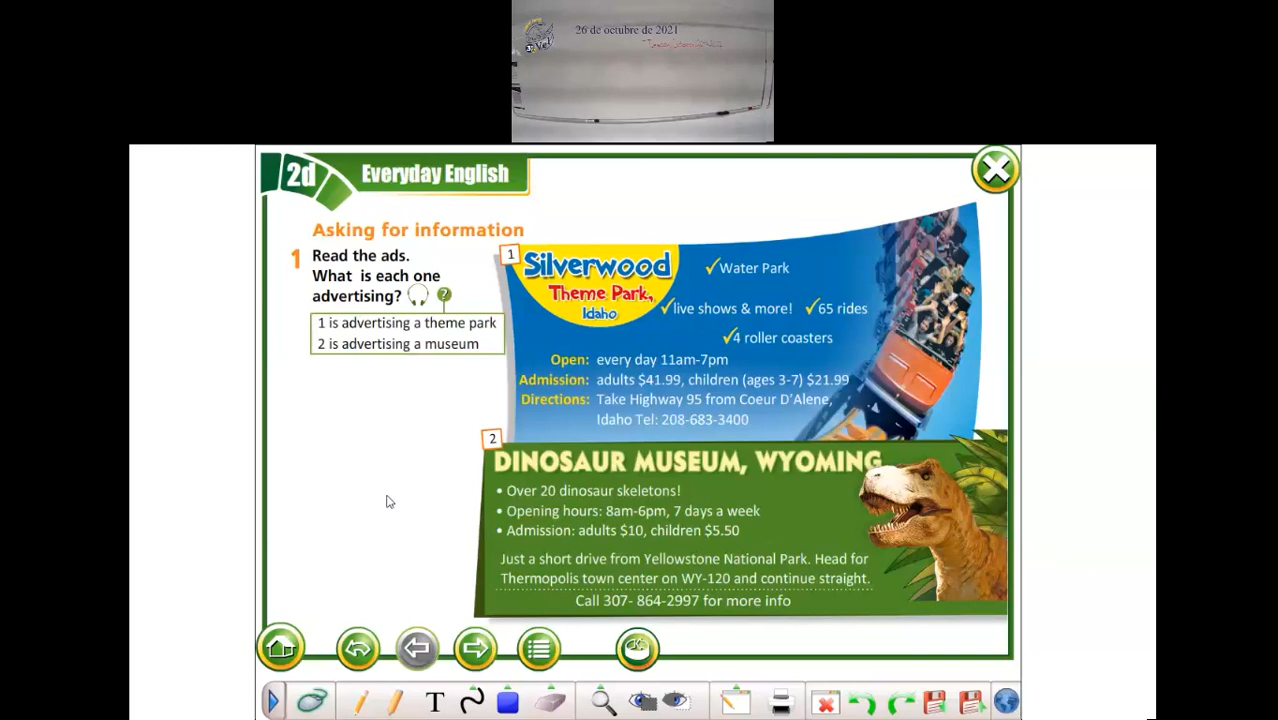 26 de octubre de 2021
2d
Everyday English
Asking for information
1 Read the ads.
What is each one
advertising?
?
1 is advertising a theme park
2 is advertising a museum
1
Silverwood
Theme Park,
Idaho
✓Water Park
✓live shows & more! ✓65 rides
✓4 roller coasters
Open: every day 11am-7pm
Admission: adults $41.99, children (ages 3-7) $21.99
Directions: Take Highway 95 from Coeur D'Alene,
Idaho Tel: 208-683-3400
2
DINOSAUR MUSEUM, WYOMING
• Over 20 dinosaur skeletons!
• Opening hours: 8am-6pm, 7 days a week
• Admission: adults $10, children $5.50
Just a short drive from Yellowstone National Park. Head for
Thermopolis town center on WY-120 and continue straight.
Call 307- 864-2997 for more info
T